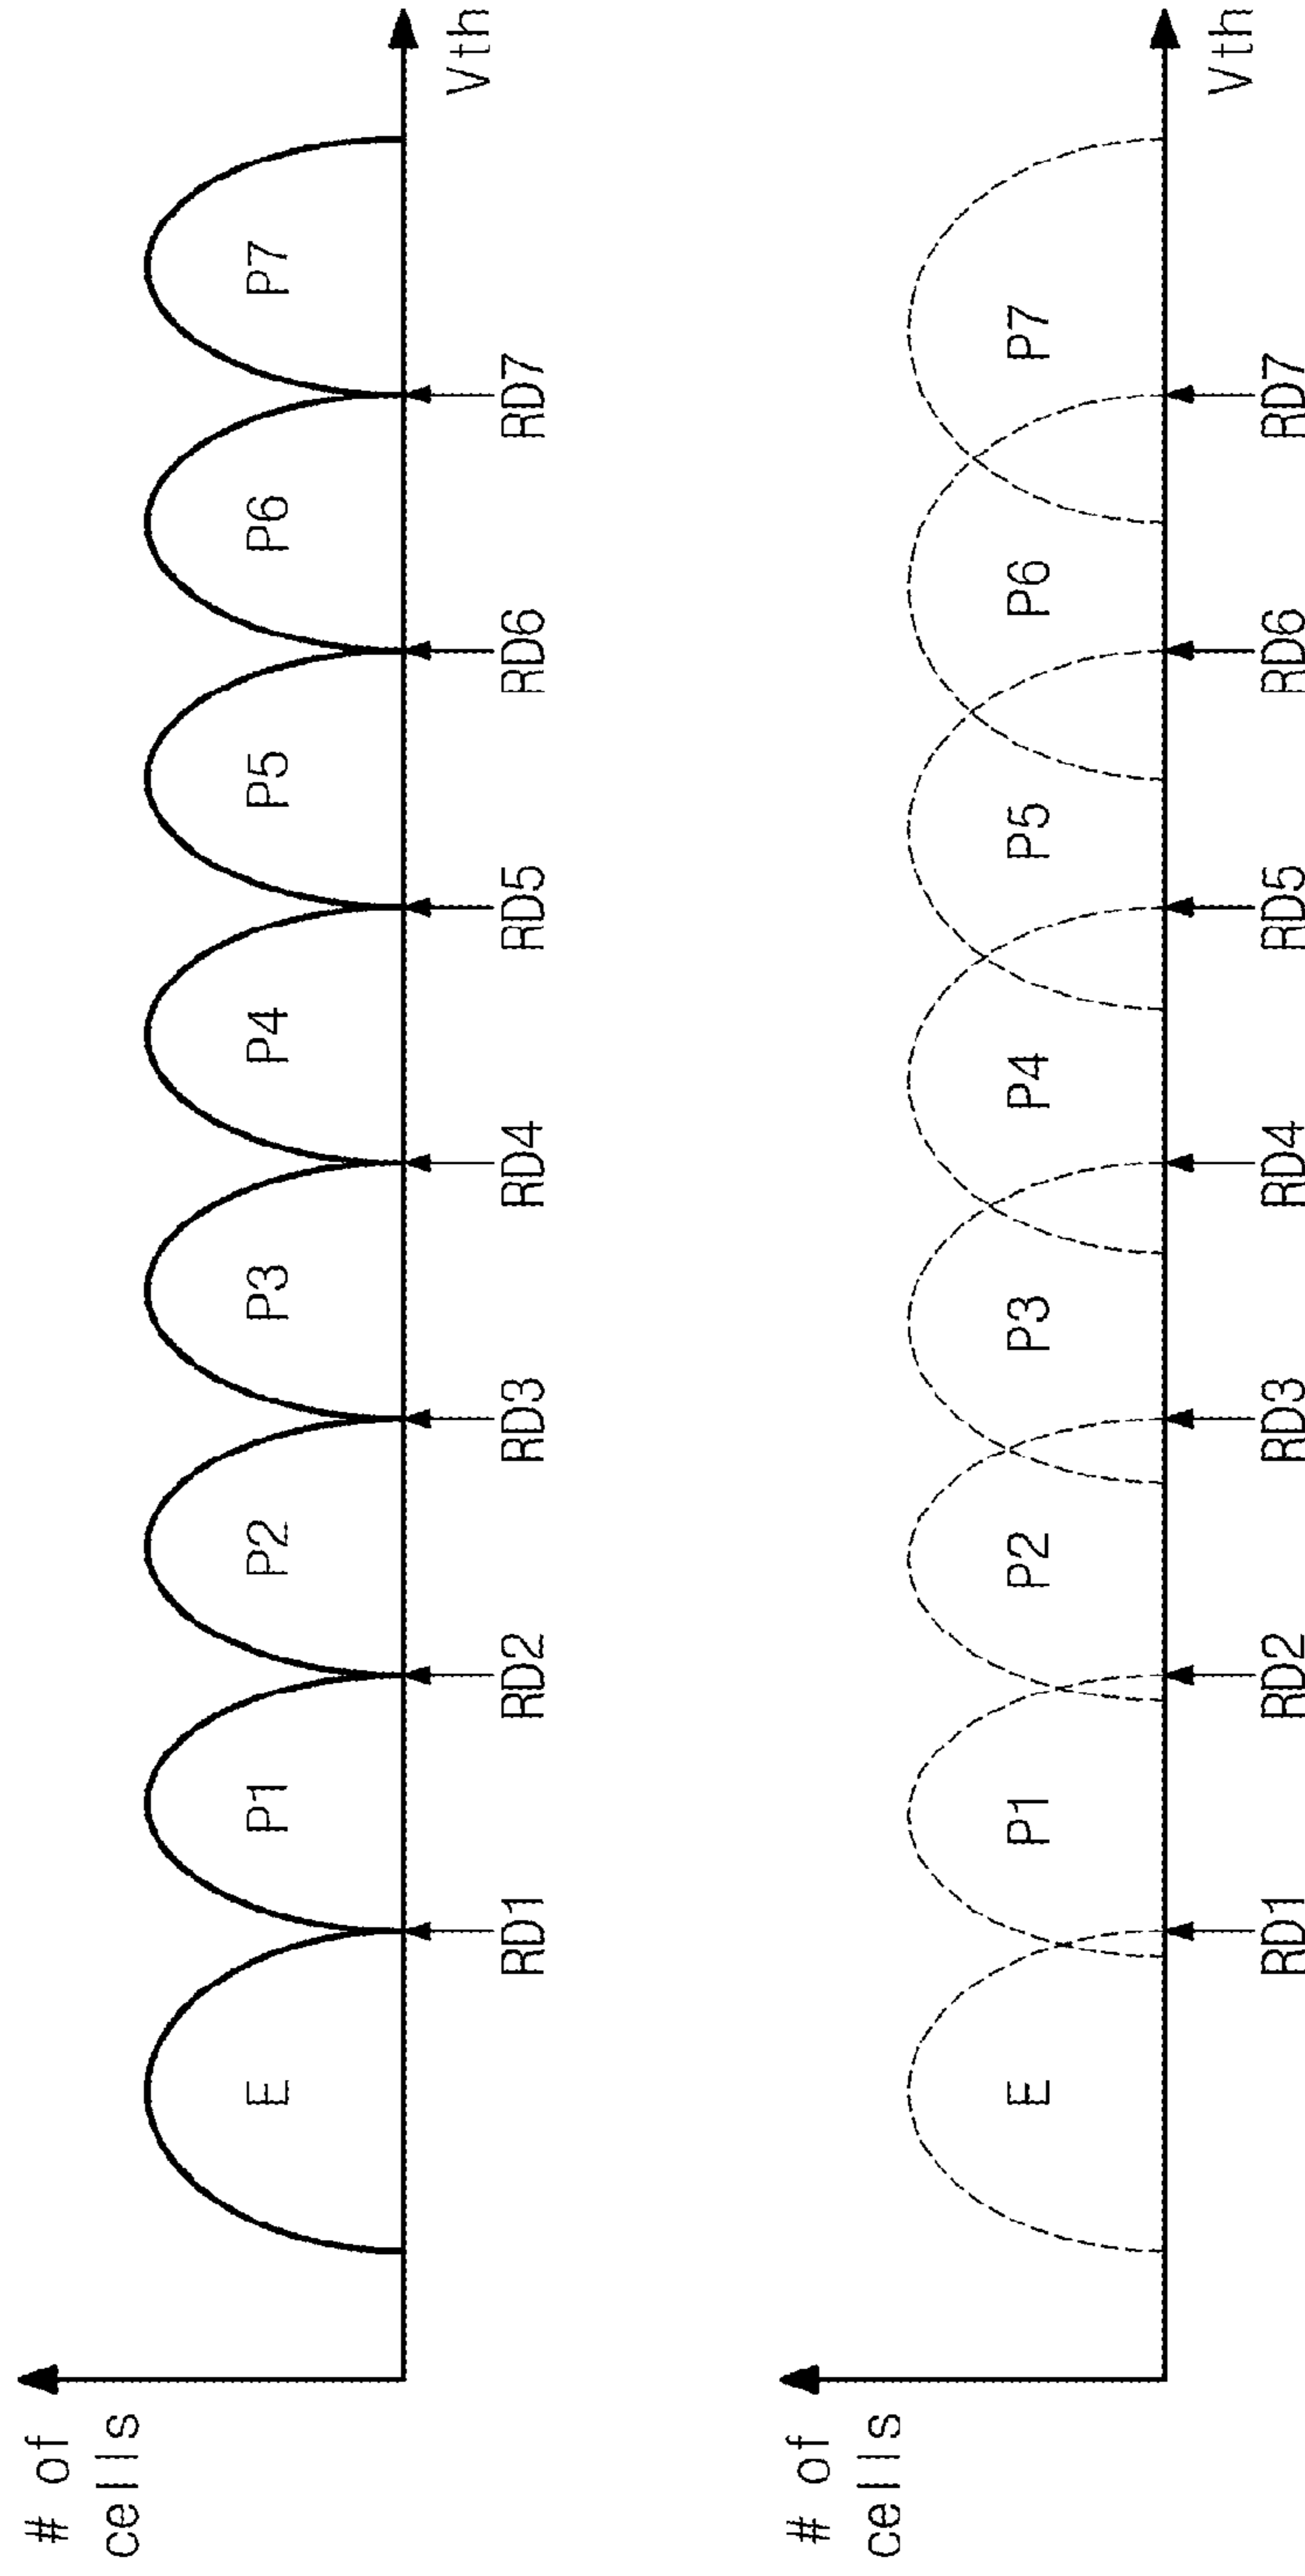 # of
cells
E
P1
P2
P3
P4
P5
P6
P7
Vth
RD1
RD2
RD3
RD4
RD5
RD6
RD7
# of
cells
E
P1
P2
P3
P4
P5
P6
P7
Vth
RD1
RD2
RD3
RD4
RD5
RD6
RD7